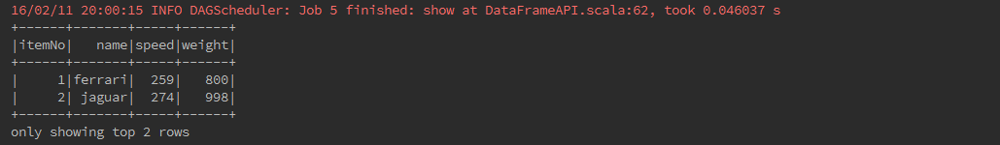 16/02/11 20:00:15 INFO DAGScheduler: Job 5 finished: show at DataFrameAPI.scala:62, took 0.046037 s
+------+-------+-----+------+
|itemNo|   name|speed|weight|
+------+-------+-----+------+
|     1|ferrari|  259|   800|
|     2| jaguar|  274|   998|
+------+-------+-----+------+
only showing top 2 rows